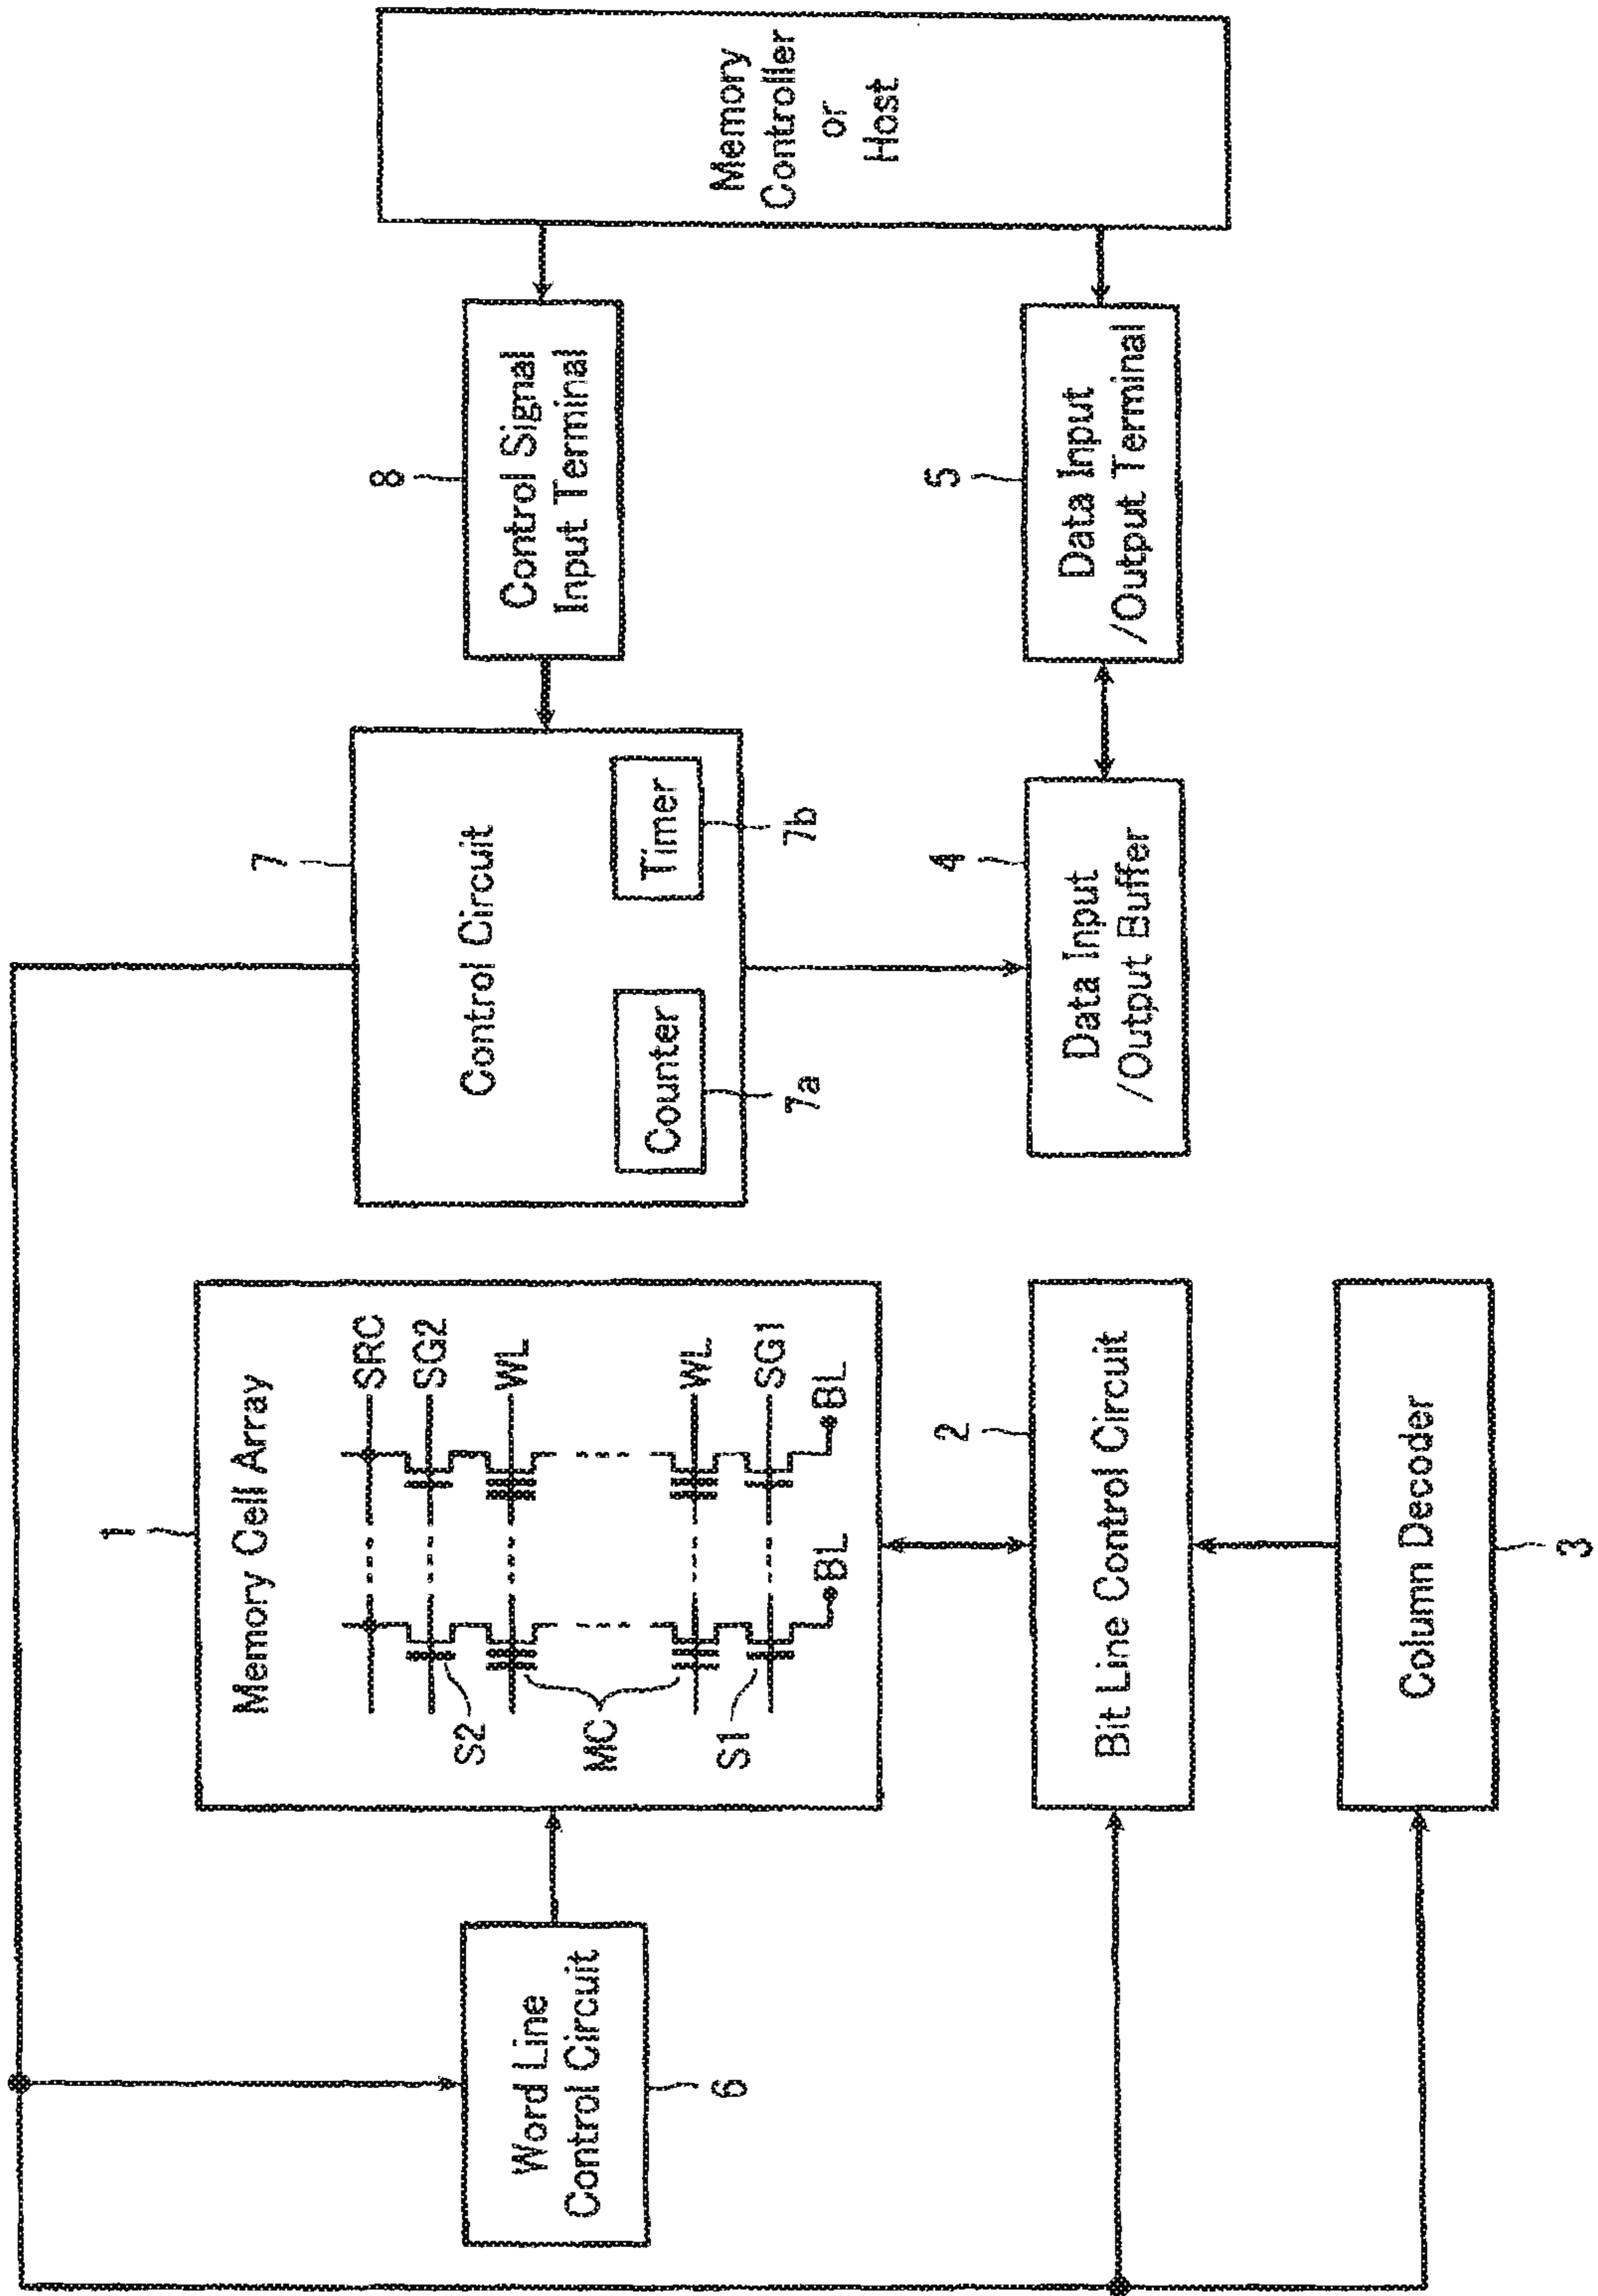 1
Memory Cell Array
SRC
SG2
WL
WL
SG1
BL
BL
S2
MC
S1
Word Line
Control Circuit
6
2
Bit Line Control Circuit
Column Decoder
3
7
Control Circuit
Counter
7a
Timer
7b
4
Data Input
/Output Buffer
8
Control Signal
Input Terminal
5
Data Input
/Output Terminal
Memory
Controller
or
Host